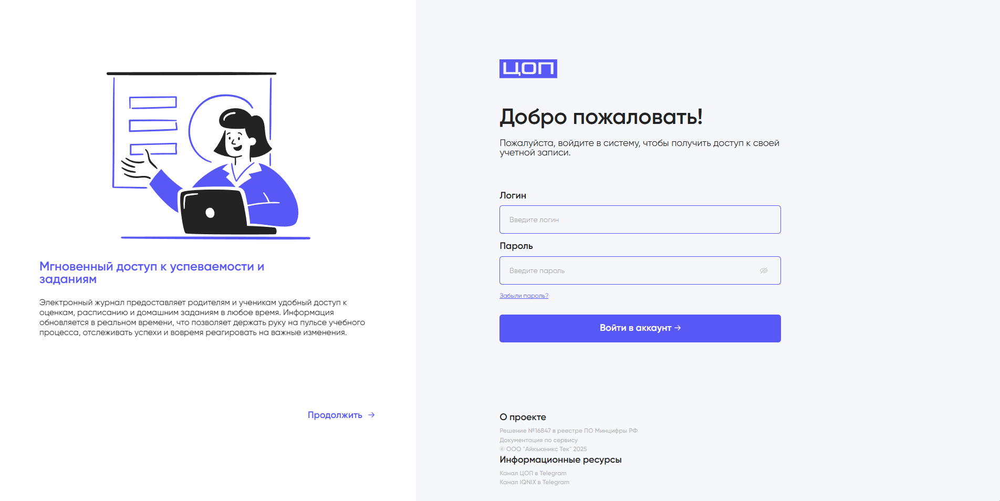 Мгновенный доступ к успеваемости и
заданиям
Электронный журнал предоставляет родителям и ученикам удобный доступ к
оценкам, расписанию и домашним заданиям в любое время. Информация
обновляется в реальном времени, что позволяет держать руку на пульсе учебного
процесса, отслеживать успехи и вовремя реагировать на важные изменения.
Продолжить →
ЦОП
Добро пожаловать!
Пожалуйста, войдите в систему, чтобы получить доступ к своей
учетной записи.
Логин
Введите логин
Пароль
Введите пароль
Забыли пароль?
Войти в аккаунт →
О проекте
Решение №16847 в реестре ПО Минцифры РФ
Документация по сервису
© ООО "Айкьюникс Тек" 2025
Информационные ресурсы
Канал ЦОП в Telegram
Канал IQNIX в Telegram